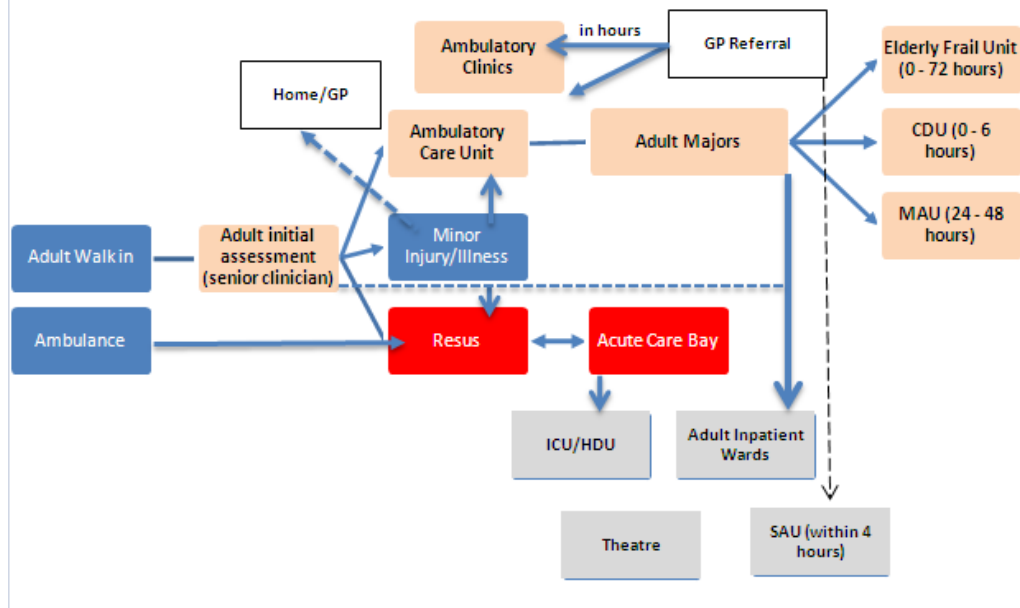 in hours
GP Referral
Ambulatory
Clinics
Elderly Frail Unit
(0 - 72 hours)
Home/GP
Ambulatory
Care Unit
Adult Majors
CDU (0 - 6
hours)
MAU (24 - 48
hours)
Adult Walk in
Adult initial
assessment
(senior clinician)
Minor
Injury/Illness
Ambulance
Resus
Acute Care Bay
ICU/HDU
Adult Inpatient
Wards
Theatre
SAU (within 4
hours)